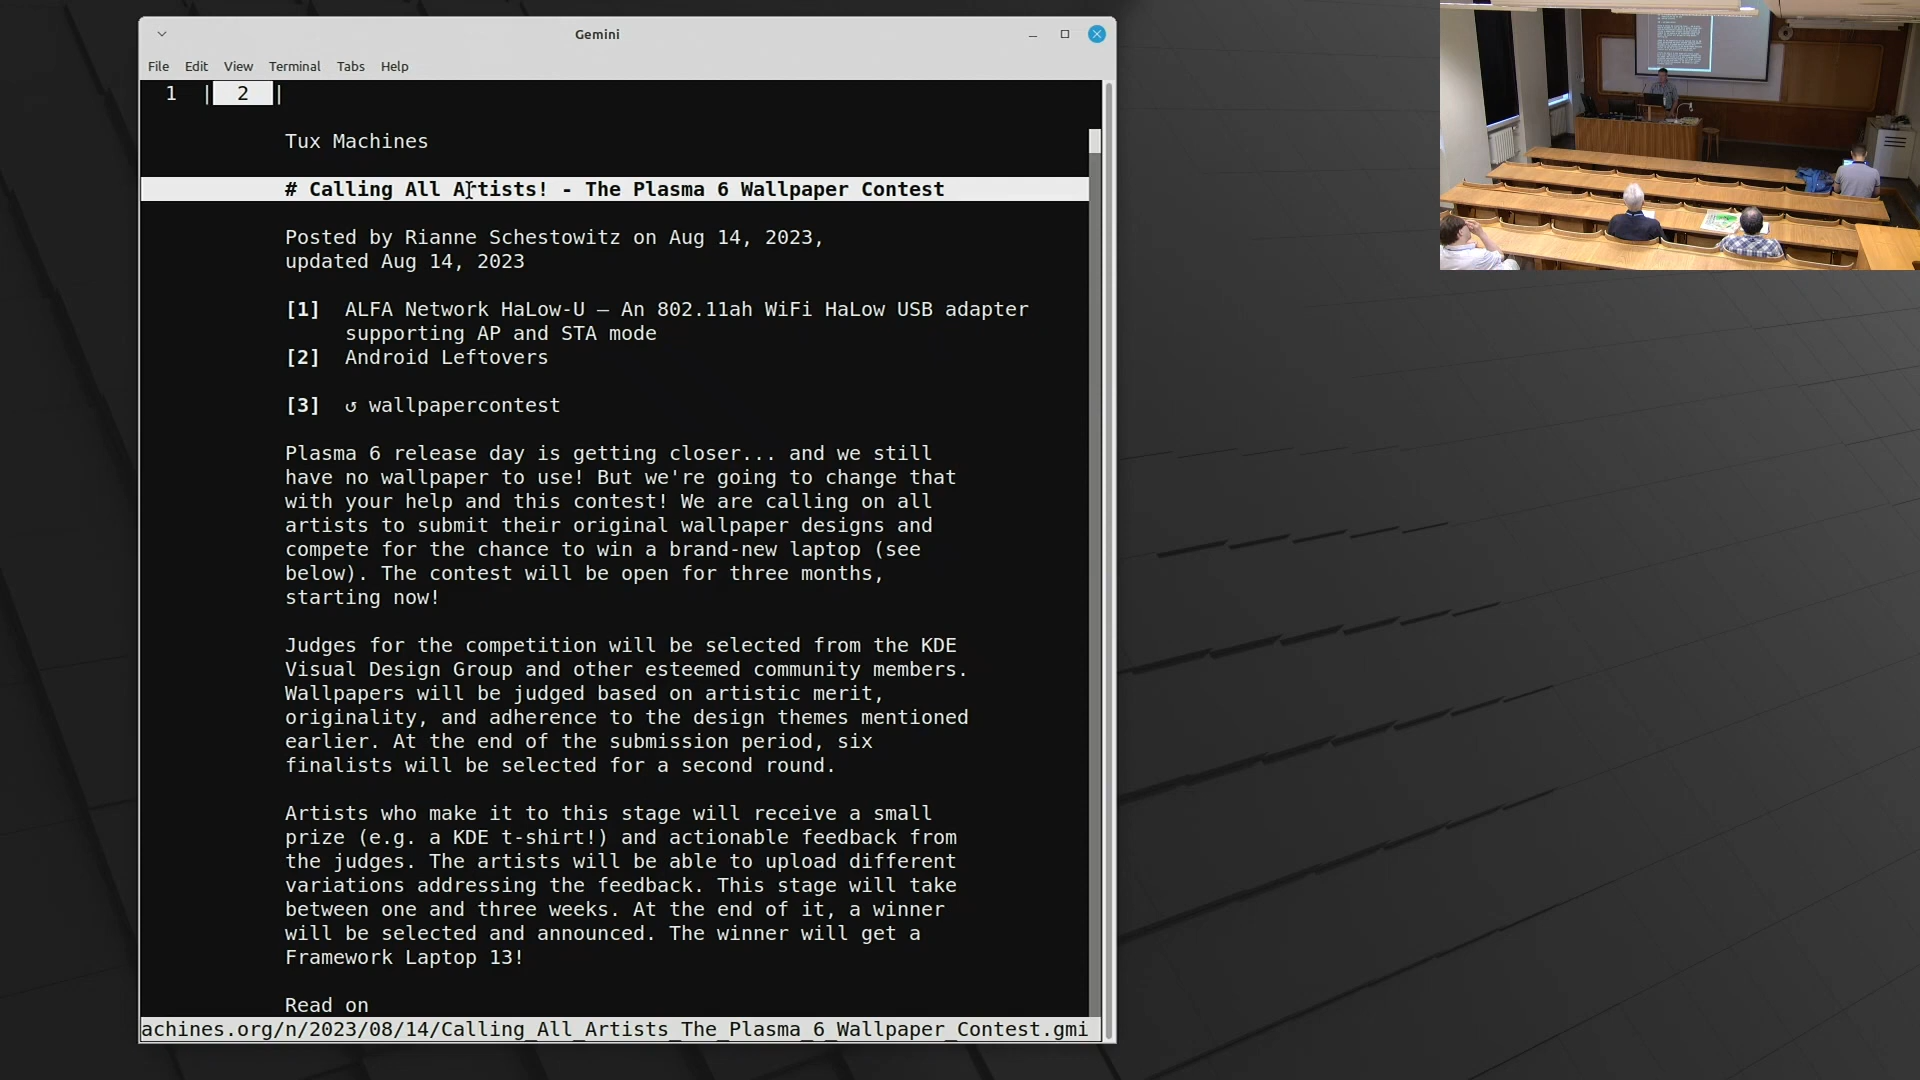 Gemini
File Edit View Terminal Tabs Help
1 | 2 |
Tux Machines
# Calling All Artists! - The Plasma 6 Wallpaper Contest
Posted by Rianne Schestowitz on Aug 14, 2023,
updated Aug 14, 2023
[1] ALFA Network HaLow-U – An 802.11ah WiFi HaLow USB adapter
supporting AP and STA mode
[2] Android Leftovers
[3] ↺ wallpapercontest
Plasma 6 release day is getting closer... and we still
have no wallpaper to use! But we're going to change that
with your help and this contest! We are calling on all
artists to submit their original wallpaper designs and
compete for the chance to win a brand-new laptop (see
below). The contest will be open for three months,
starting now!
Judges for the competition will be selected from the KDE
Visual Design Group and other esteemed community members.
Wallpapers will be judged based on artistic merit,
originality, and adherence to the design themes mentioned
earlier. At the end of the submission period, six
finalists will be selected for a second round.
Artists who make it to this stage will receive a small
prize (e.g. a KDE t-shirt!) and actionable feedback from
the judges. The artists will be able to upload different
variations addressing the feedback. This stage will take
between one and three weeks. At the end of it, a winner
will be selected and announced. The winner will get a
Framework Laptop 13!
Read on
achines.org/n/2023/08/14/Calling_All_Artists_The_Plasma_6_Wallpaper_Contest.gmi